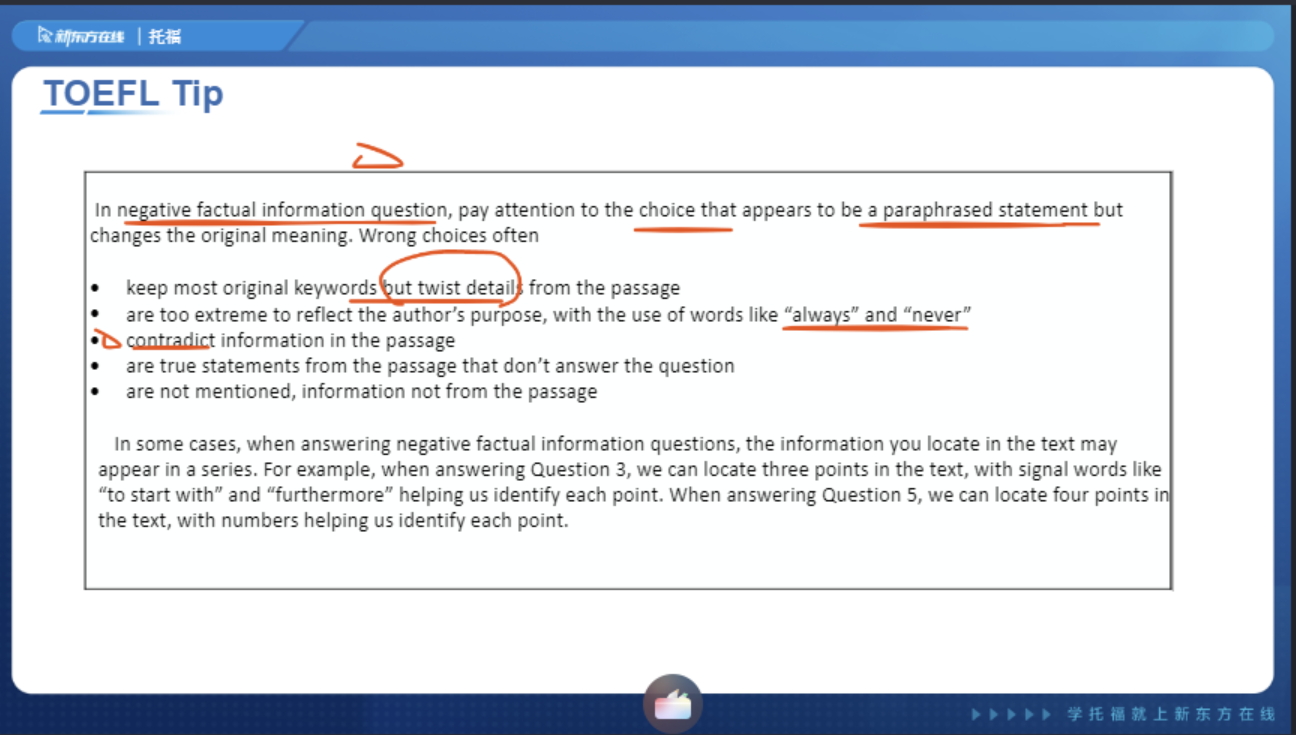 新东方在线 | 托福
TOEFL Tip
In negative factual information question, pay attention to the choice that appears to be a paraphrased statement but
changes the original meaning. Wrong choices often
• keep most original keywords but twist details from the passage
• are too extreme to reflect the author's purpose, with the use of words like “always” and “never”
• contradict information in the passage
• are true statements from the passage that don't answer the question
• are not mentioned, information not from the passage
In some cases, when answering negative factual information questions, the information you locate in the text may
appear in a series. For example, when answering Question 3, we can locate three points in the text, with signal words like
“to start with” and “furthermore” helping us identify each point. When answering Question 5, we can locate four points in
the text, with numbers helping us identify each point.
学托福就上新东方在线